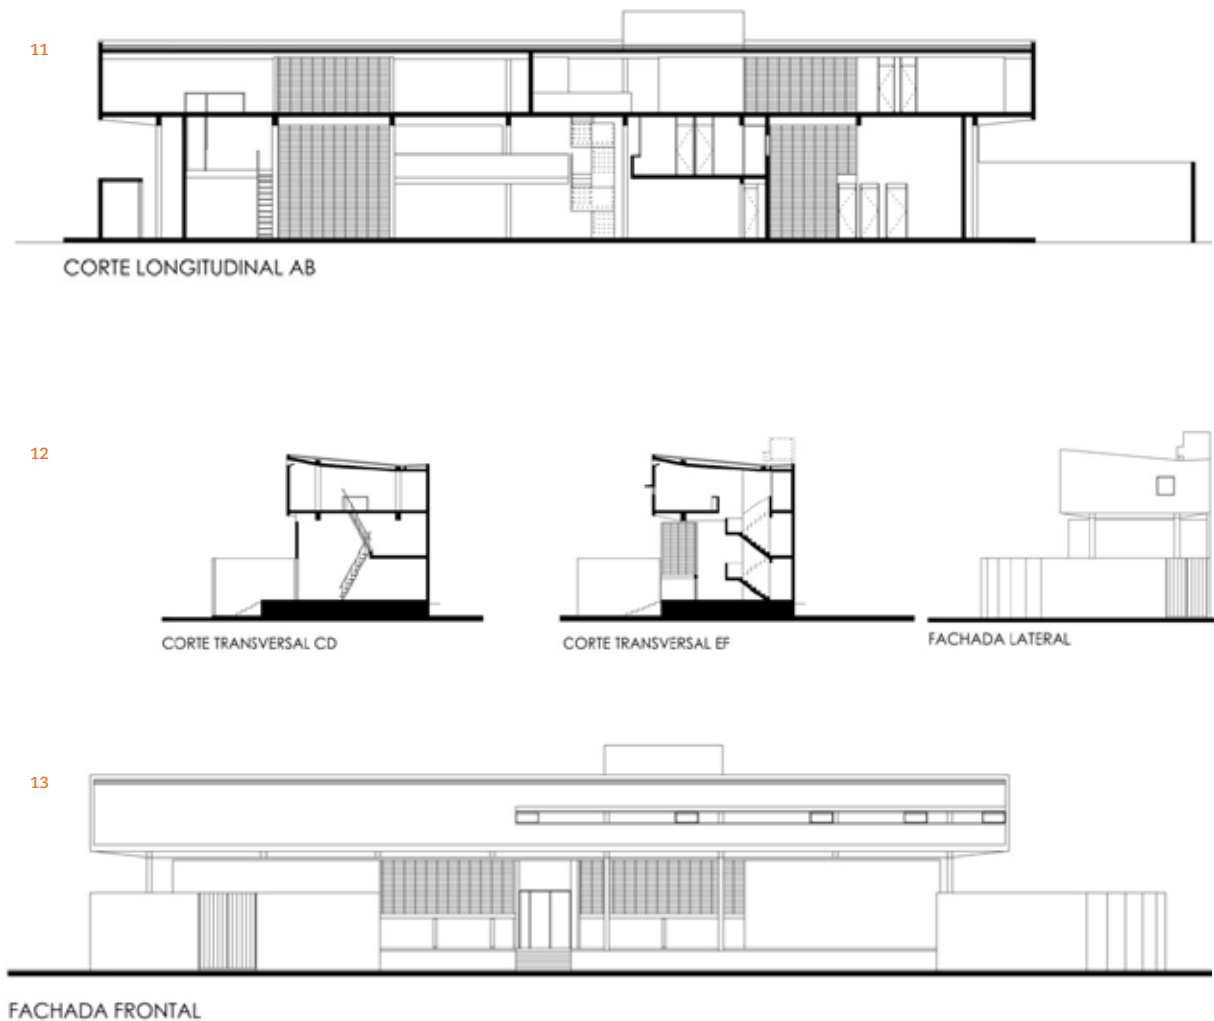 11
CORTE LONGITUDINAL AB
12
CORTE TRANSVERSAL CD
CORTE TRANSVERSAL EF
FACHADA LATERAL
13
FACHADA FRONTAL